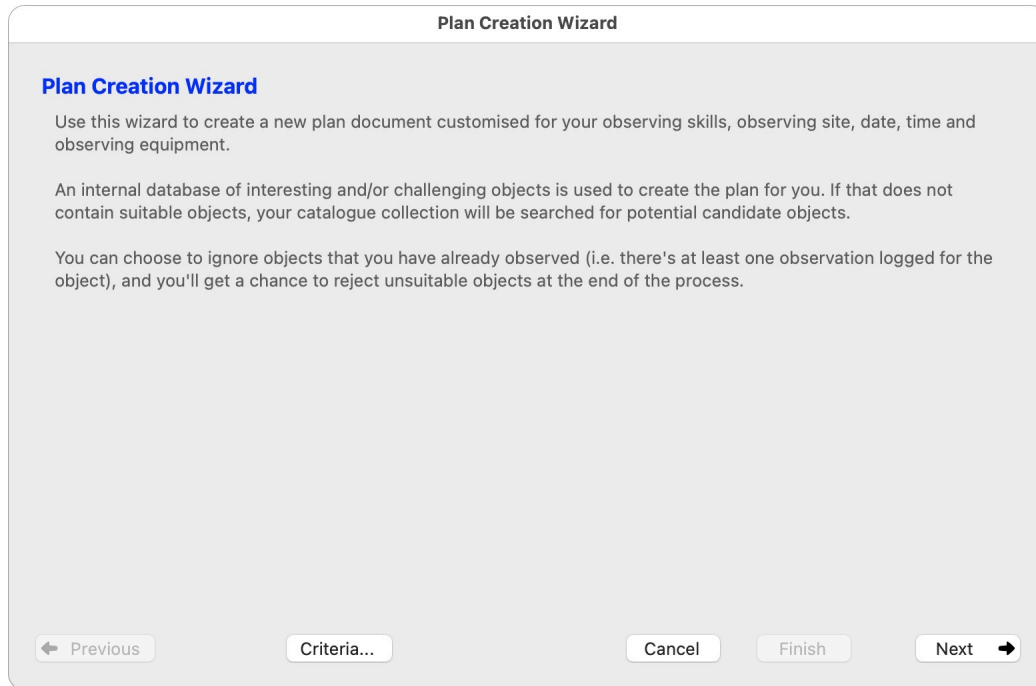 Plan Creation Wizard
Plan Creation Wizard
Use this wizard to create a new plan document customised for your observing skills, observing site, date, time and
observing equipment.
An internal database of interesting and/or challenging objects is used to create the plan for you. If that does not
contain suitable objects, your catalogue collection will be searched for potential candidate objects.
You can choose to ignore objects that you have already observed (i.e. there's at least one observation logged for the
object), and you'll get a chance to reject unsuitable objects at the end of the process.
Previous Criteria... Cancel Finish Next